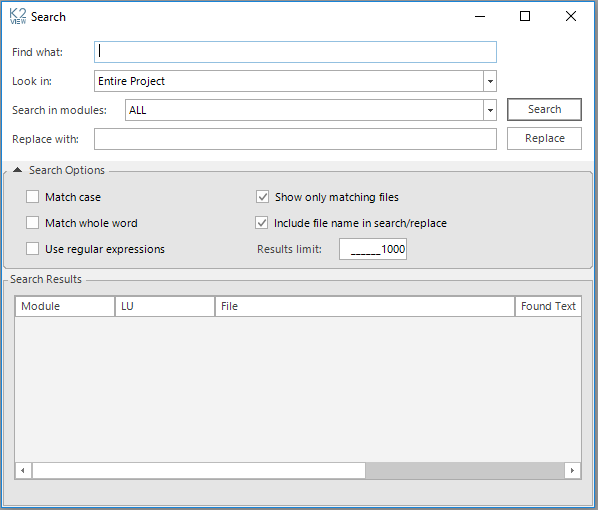 K2
VIEW
Search
Find what:
Look in: Entire Project
Search in modules: ALL
Search
Replace with:
Replace
Search Options
Match case
Show only matching files
Match whole word
Include file name in search/replace
Use regular expressions
Results limit: ______1000
Search Results
Module LU File Found Text